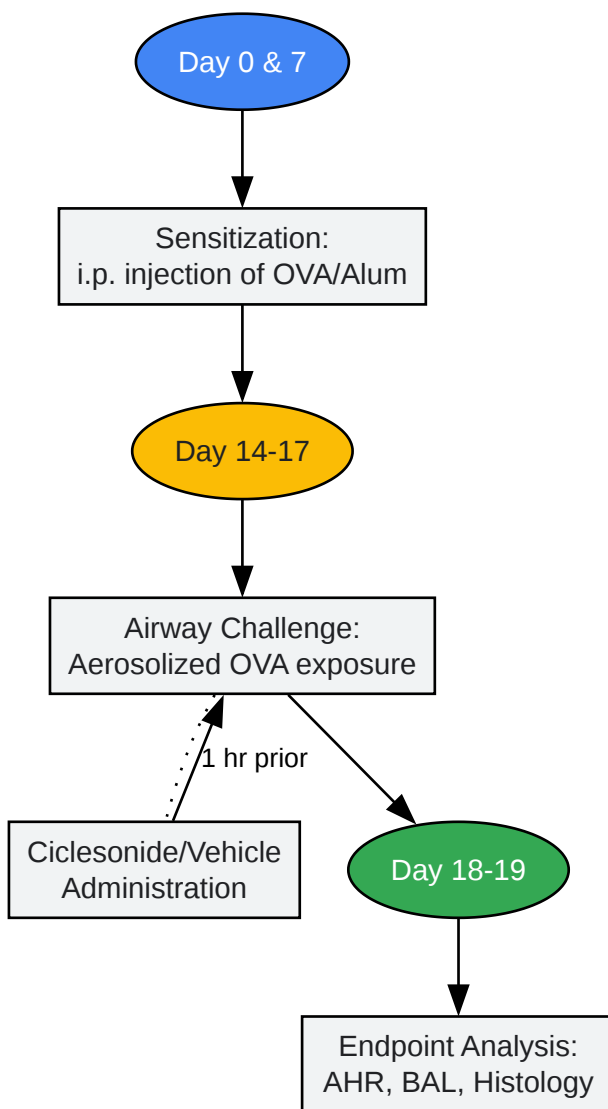 Day 0 & 7
Sensitization:
i.p. injection of OVA/Alum
Day 14-17
Airway Challenge:
Aerosolized OVA exposure
1 hr prior
Ciclesonide/Vehicle
Administration
Day 18-19
Endpoint Analysis:
AHR, BAL, Histology